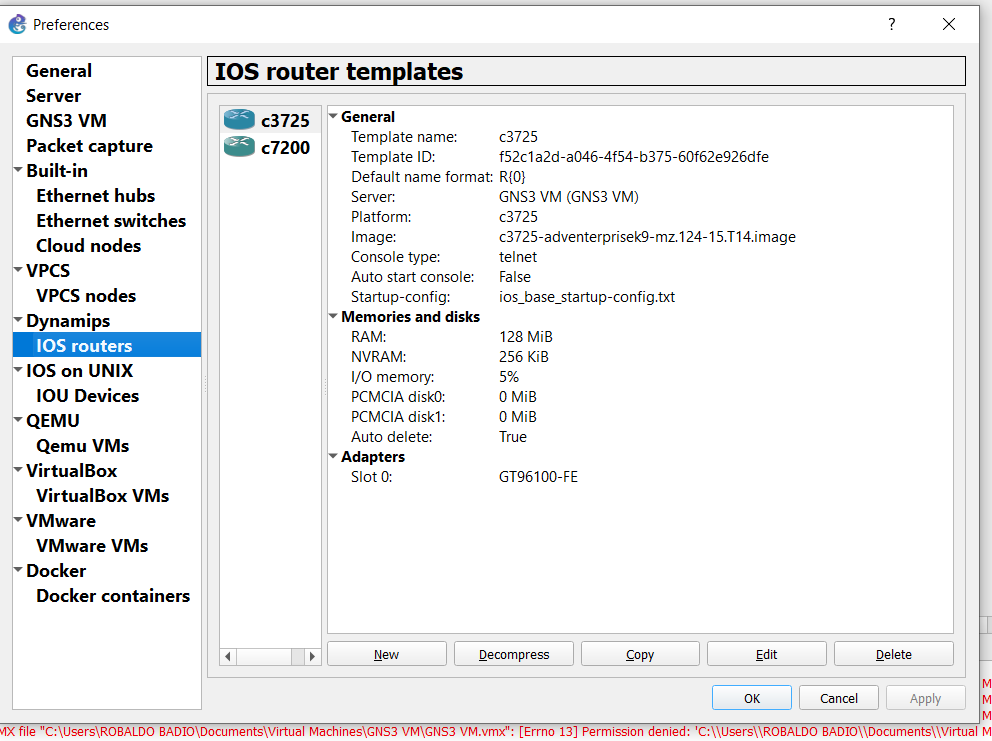 Preferences
?
General
Server
GNS3 VM
Packet capture
Built-in
Ethernet hubs
Ethernet switches
Cloud nodes
VPCS
VPCS nodes
Dynamips
IOS routers
IOS on UNIX
IOU Devices
QEMU
Qemu VMs
VirtualBox
VirtualBox VMs
VMware
VMware VMs
Docker
Docker containers
IOS router templates
c3725
c7200
General
Template name: c3725
Template ID: f52c1a2d-a046-4f54-b375-60f62e926dfe
Default name format: R{0}
Server: GNS3 VM (GNS3 VM)
Platform: c3725
Image: c3725-adventerprisek9-mz.124-15.T14.image
Console type: telnet
Auto start console: False
Startup-config: ios_base_startup-config.txt
Memories and disks
RAM: 128 MiB
NVRAM: 256 KiB
I/O memory: 5%
PCMCIA disk0: 0 MiB
PCMCIA disk1: 0 MiB
Auto delete: True
Adapters
Slot 0: GT96100-FE
New Decompress Copy Edit Delete
OK Cancel Apply
M
M
M
MX file "C:\Users\ROBALDO BADIO\Documents\Virtual Machines\GNS3 VM\GNS3 VM.vmx": [Errno 13] Permission denied: 'C:\\Users\\ROBALDO BADIO\\Documents\\Virtual M